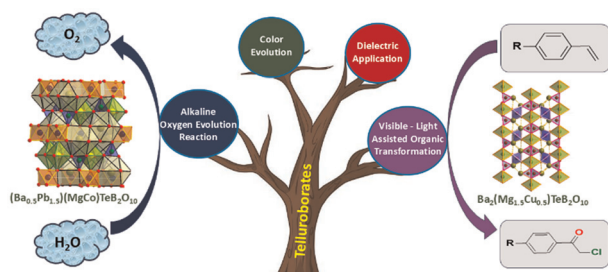 O₂
Color
Evolution
Dielectric
Application
R
Alkaline
Oxygen Evolution
Reaction
Visible - Light
Assisted Organic
Transformation
(Ba₀.₅Pb₁.₅)(MgCo)TeB₂O₁₀
Telluroborates
Ba₂(Mg₁.₅Cu₀.₅)TeB₂O₁₀
H₂O
O
Cl
R